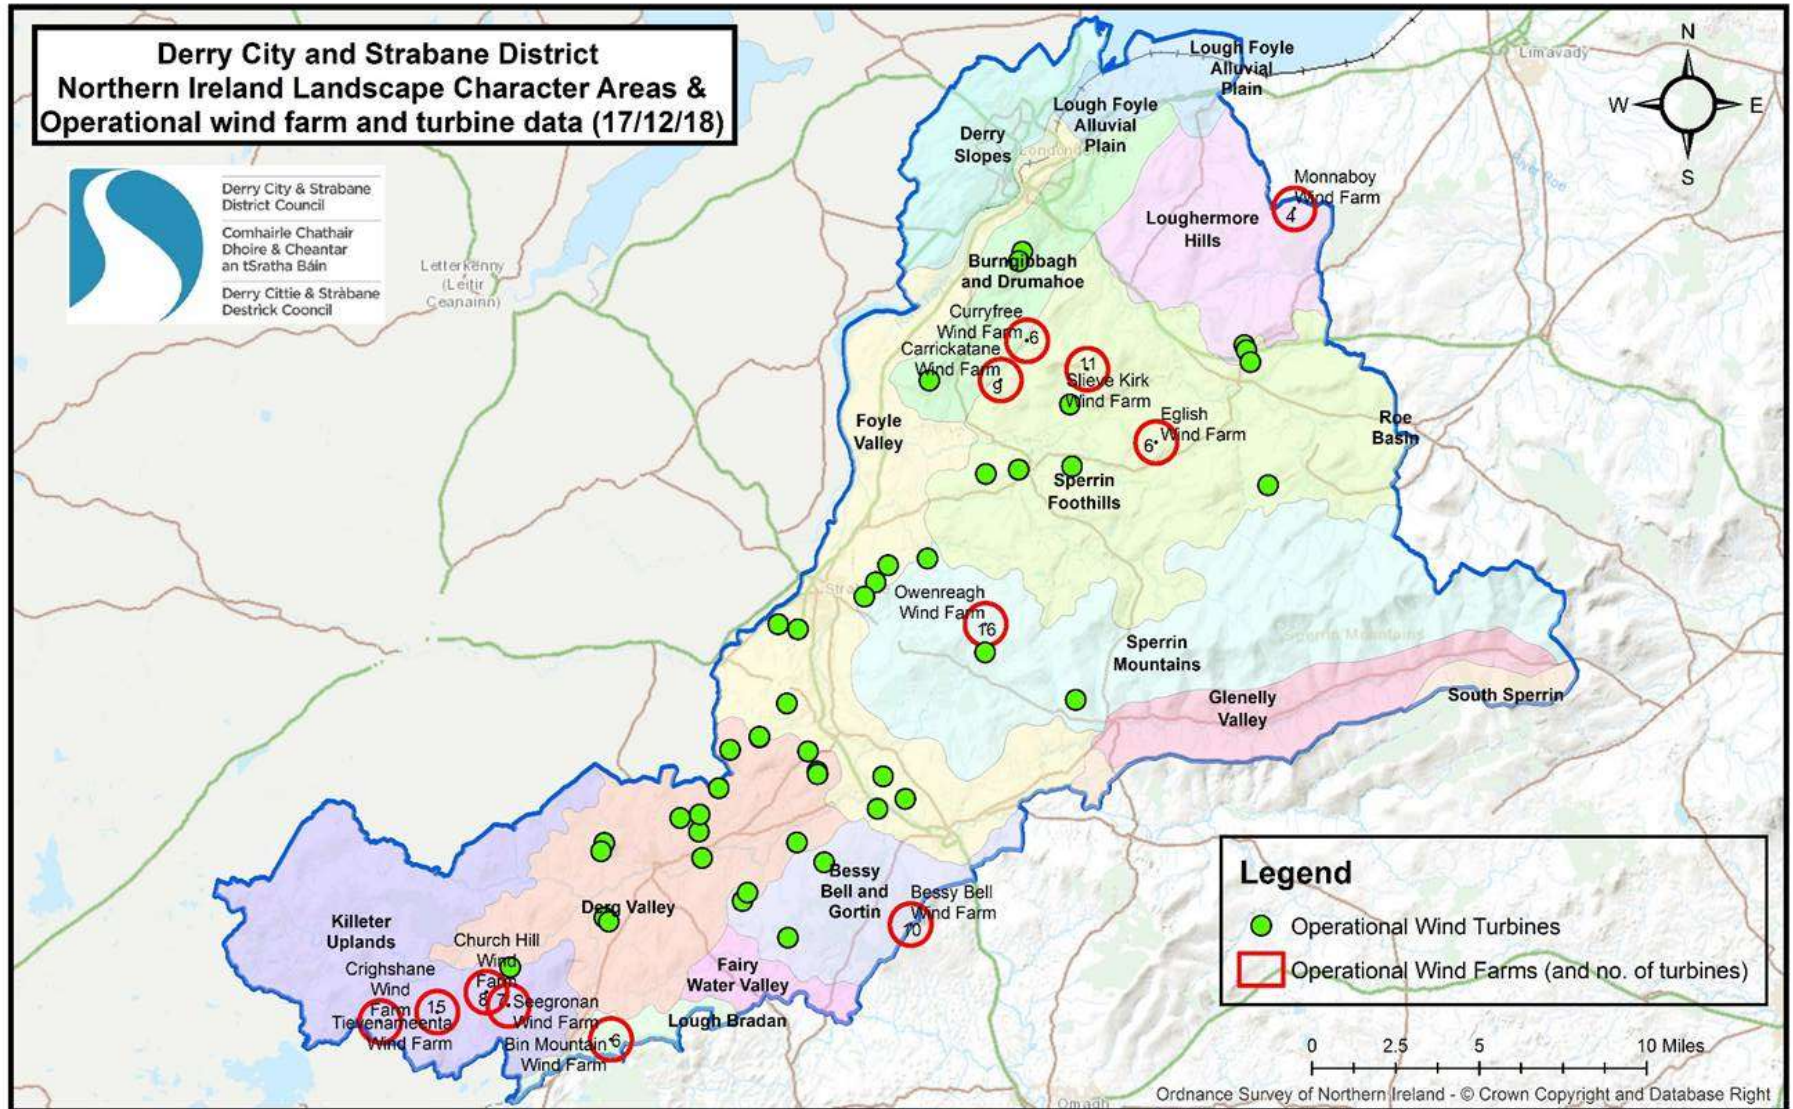 Derry City and Strabane District
Northern Ireland Landscape Character Areas &
Operational wind farm and turbine data (17/12/18)
Derry City & Strabane
District Council
Comhairle Chathair
Dhoire & Cheantar
an tSratha Báin
Derry Cittie & Stràbane
Destrick Cooncil
N
W
E
S
Limavady
River Roe
Lough Foyle
Alluvial
Plain
Lough Foyle
Alluvial
Plain
Derry
Slopes
Monnaboy
Wind Farm
4
Loughermore
Hills
Letterkenny
(Leitir
Ceanainn)
Burngibbagh
and Drumahoe
Curryfree
Wind Farm
6
Carrickatane
Wind Farm
9
11
Slieve Kirk
Wind Farm
Eglish
Wind Farm
6
Foyle
Valley
Roe
Basin
Sperrin
Foothills
Owenreagh
Wind Farm
16
Sperrin Mountains
Sperrin
Mountains
Glenelly
Valley
South Sperrin
Bessy
Bell and
Gortin
Bessy Bell
Wind Farm
10
Derg Valley
Killeter
Uplands
Church Hill
Wind
Farm
8
7
Crighshane
Wind
Farm
15
Tievenameenta
Wind Farm
Seegronan
Wind Farm
Bin Mountain
Wind Farm
6
Fairy
Water Valley
Lough Bradan
Omagh
Legend
Operational Wind Turbines
Operational Wind Farms (and no. of turbines)
0 2.5 5 10 Miles
Ordnance Survey of Northern Ireland - © Crown Copyright and Database Right